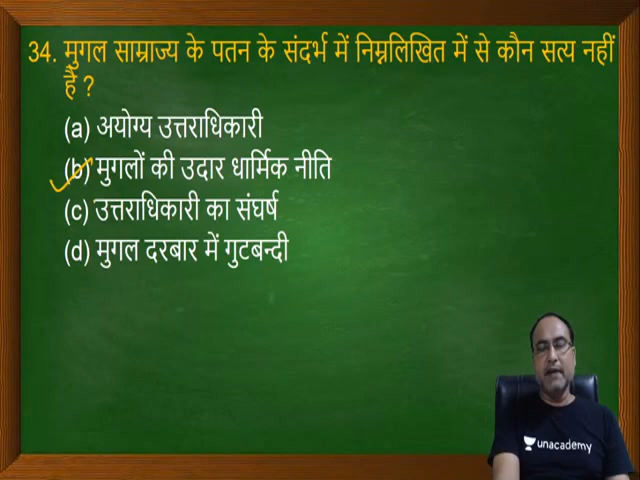 34. मुगल साम्राज्य के पतन के संदर्भ में निम्नलिखित में से कौन सत्य नहीं
है ?
(a) अयोग्य उत्तराधिकारी
(b) मुगलों की उदार धार्मिक नीति
(c) उत्तराधिकारी का संघर्ष
(d) मुगल दरबार में गुटबन्दी
unacademy